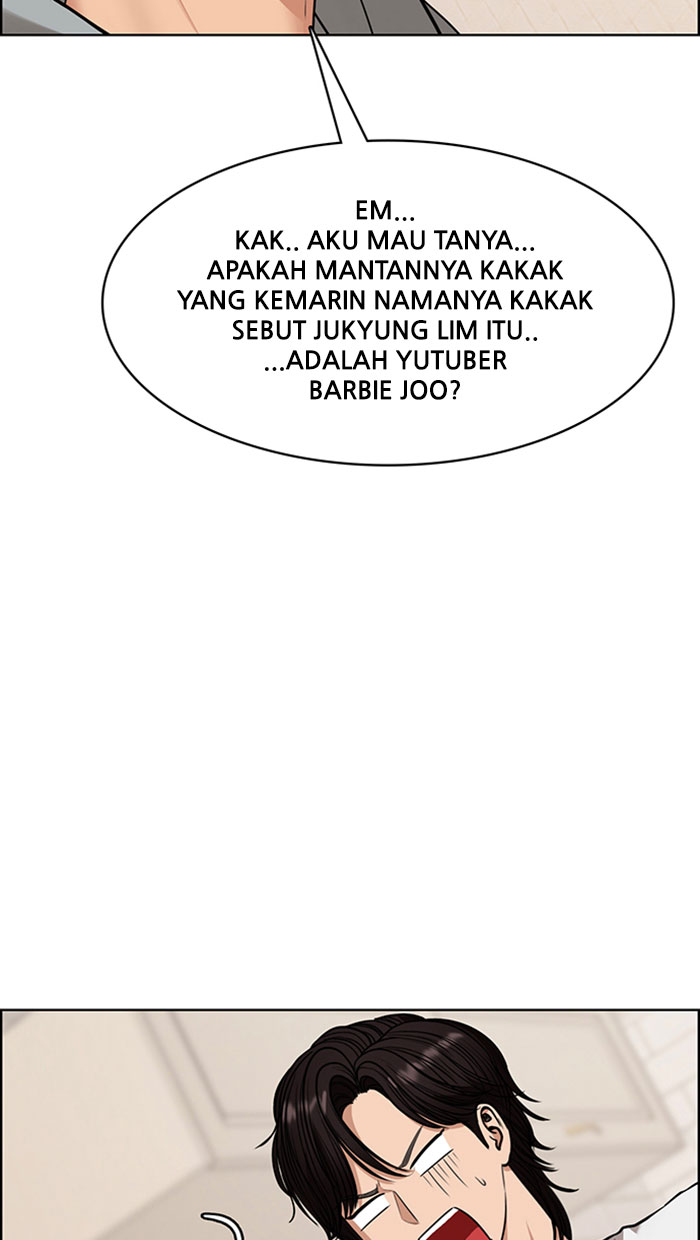 EM...
KAK.. AKU MAU TANYA...
APAKAH MANTANNYA KAKAK
YANG KEMARIN NAMANYA KAKAK
SEBUT JUKYUNG LIM ITU..
...ADALAH YUTUBER
BARBIE JOO?